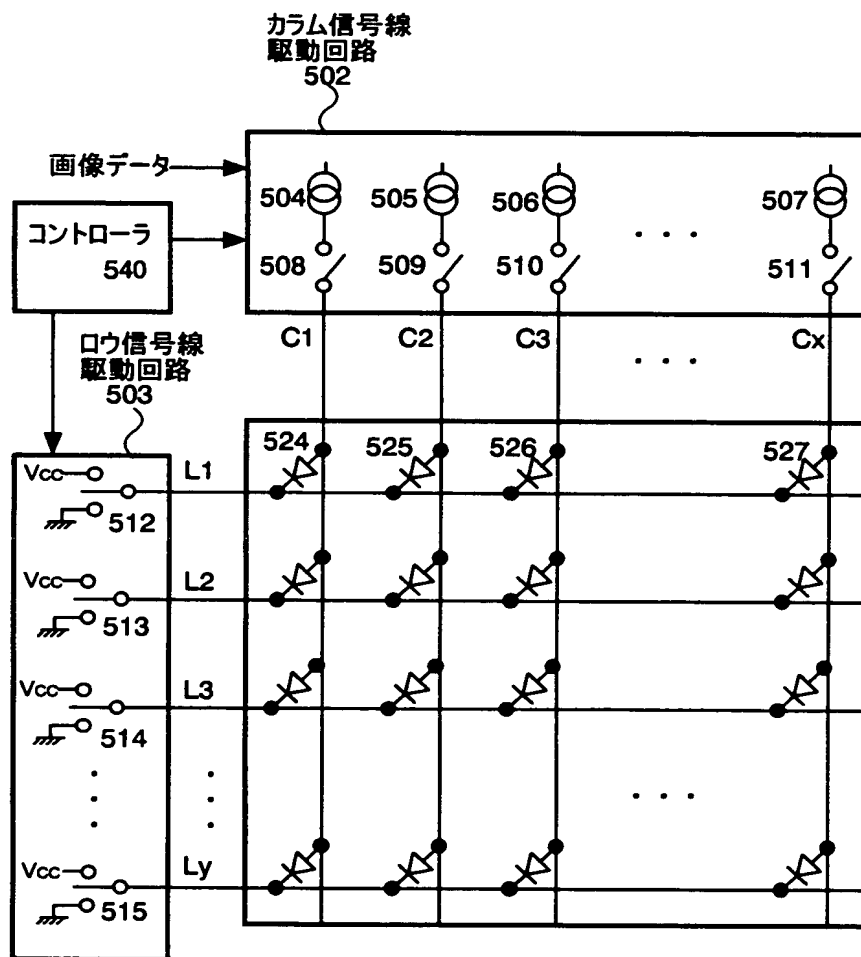 カラム信号線
駆動回路
502
画像データ
504
505
506
507
コントローラ
540
508
509
510
. . .
511
C1
C2
C3
Cx
. . .
ロウ信号線
駆動回路
503
524
525
526
527
Vcc
L1
512
Vcc
L2
513
Vcc
L3
514
. . .
Vcc
Ly
515